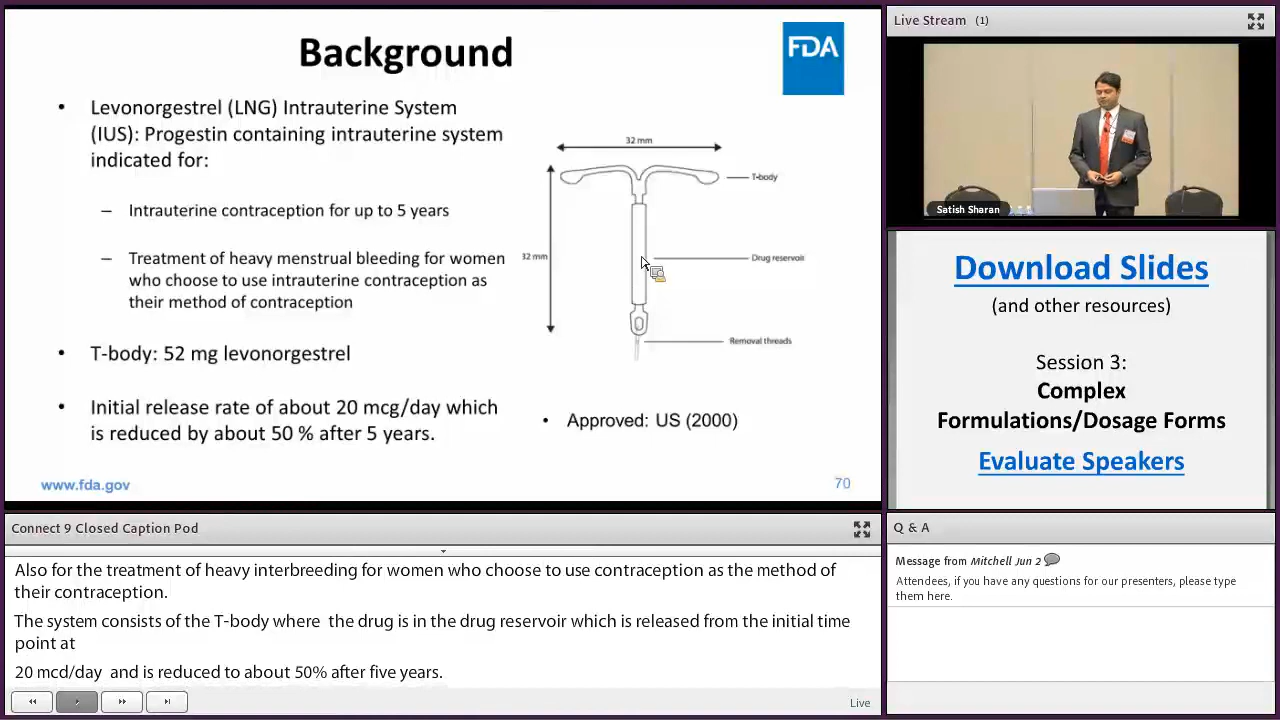 Background
FDA
• Levonorgestrel (LNG) Intrauterine System
(IUS): Progestin containing intrauterine system
indicated for:
– Intrauterine contraception for up to 5 years
– Treatment of heavy menstrual bleeding for women
who choose to use intrauterine contraception as
their method of contraception
• T-body: 52 mg levonorgestrel
• Initial release rate of about 20 mcg/day which
is reduced by about 50 % after 5 years.
32 mm
T-body
32 mm
Drug reservoir
Removal threads
• Approved: US (2000)
www.fda.gov
70
Live Stream (1)
Satish Sharan
Download Slides
(and other resources)
Session 3:
Complex
Formulations/Dosage Forms
Evaluate Speakers
Connect 9 Closed Caption Pod
Also for the treatment of heavy interbreeding for women who choose to use contraception as the method of
their contraception.
The system consists of the T-body where the drug is in the drug reservoir which is released from the initial time
point at
20 mcd/day and is reduced to about 50% after five years.
Live
Q & A
Message from Mitchell Jun 2
Attendees, if you have any questions for our presenters, please type
them here.